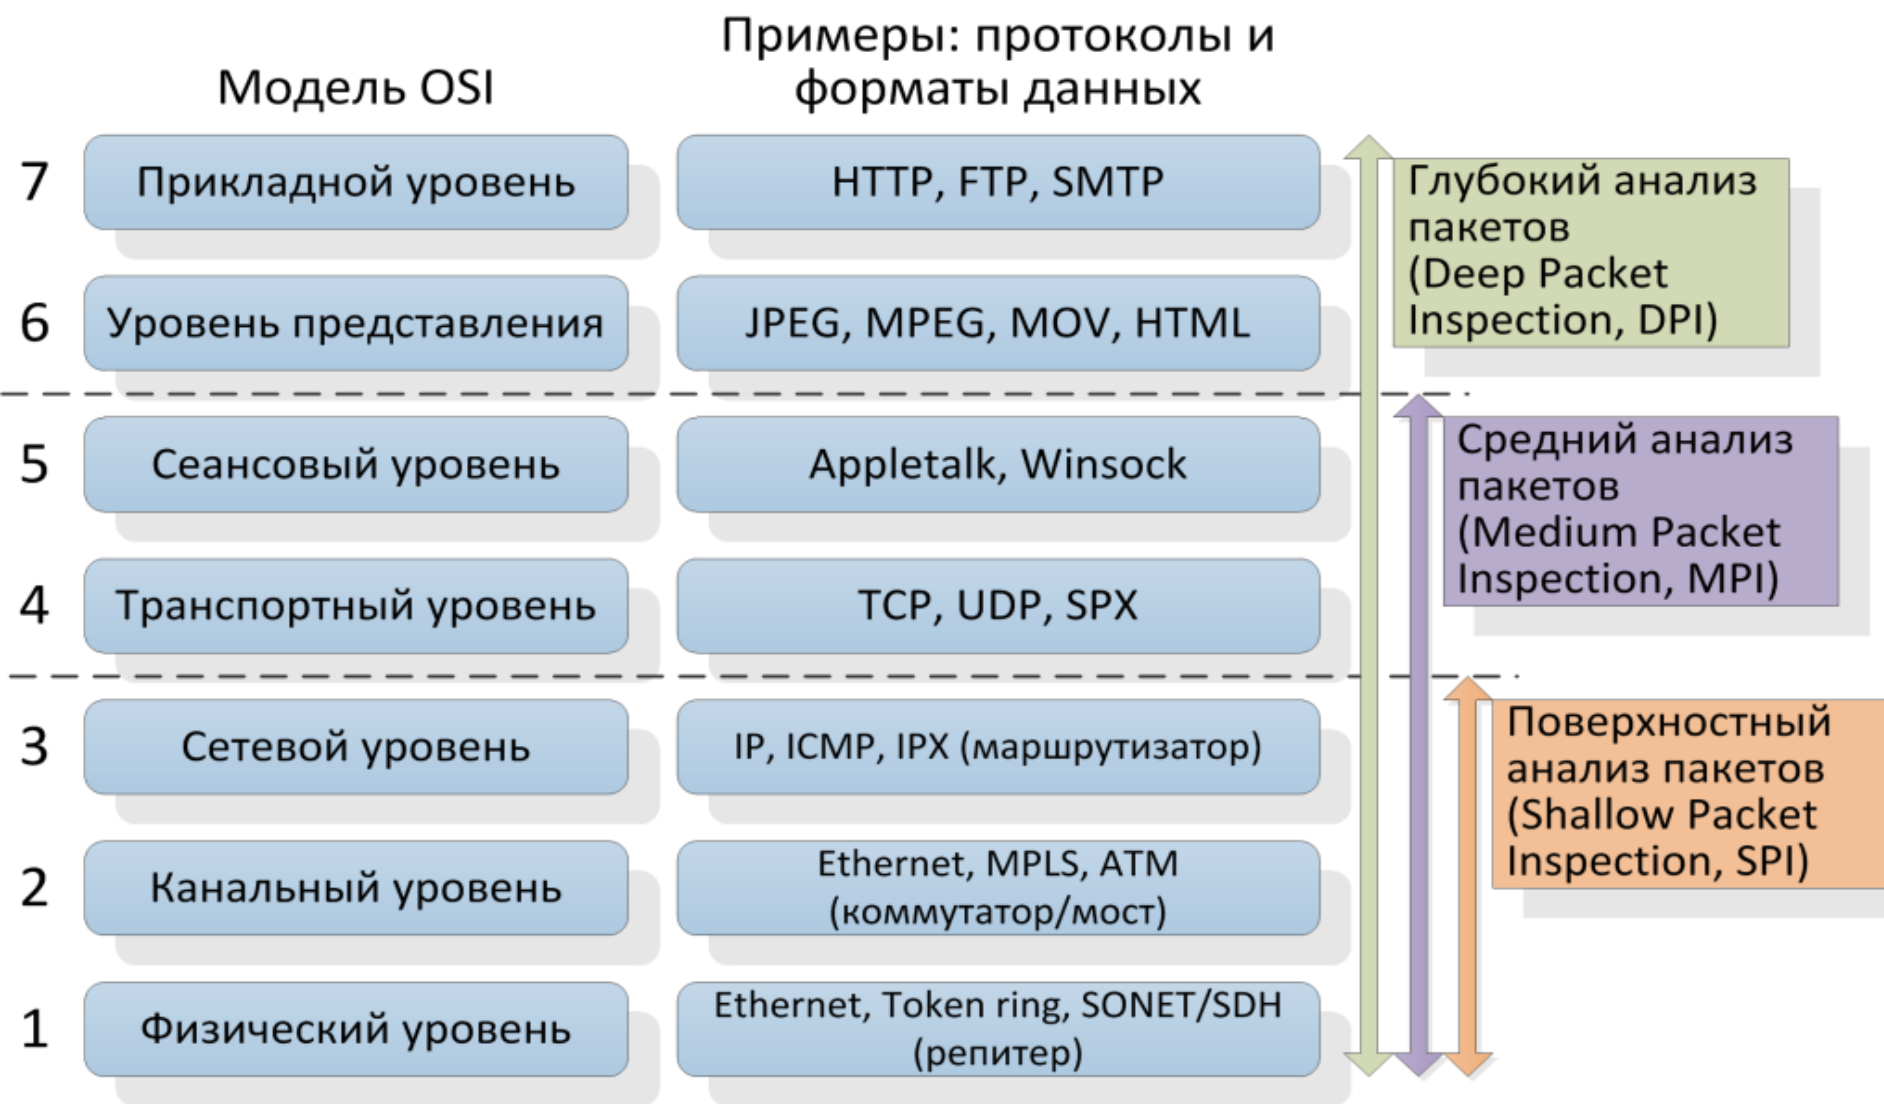 Модель OSI
Примеры: протоколы и
форматы данных
7
Прикладной уровень
HTTP, FTP, SMTP
Глубокий анализ
пакетов
(Deep Packet
Inspection, DPI)
6
Уровень представления
JPEG, MPEG, MOV, HTML
5
Сеансовый уровень
Appletalk, Winsock
Средний анализ
пакетов
(Medium Packet
Inspection, MPI)
4
Транспортный уровень
TCP, UDP, SPX
3
Сетевой уровень
IP, ICMP, IPX (маршрутизатор)
Поверхностный
анализ пакетов
(Shallow Packet
Inspection, SPI)
2
Канальный уровень
Ethernet, MPLS, ATM
(коммутатор/мост)
1
Физический уровень
Ethernet, Token ring, SONET/SDH
(репитер)